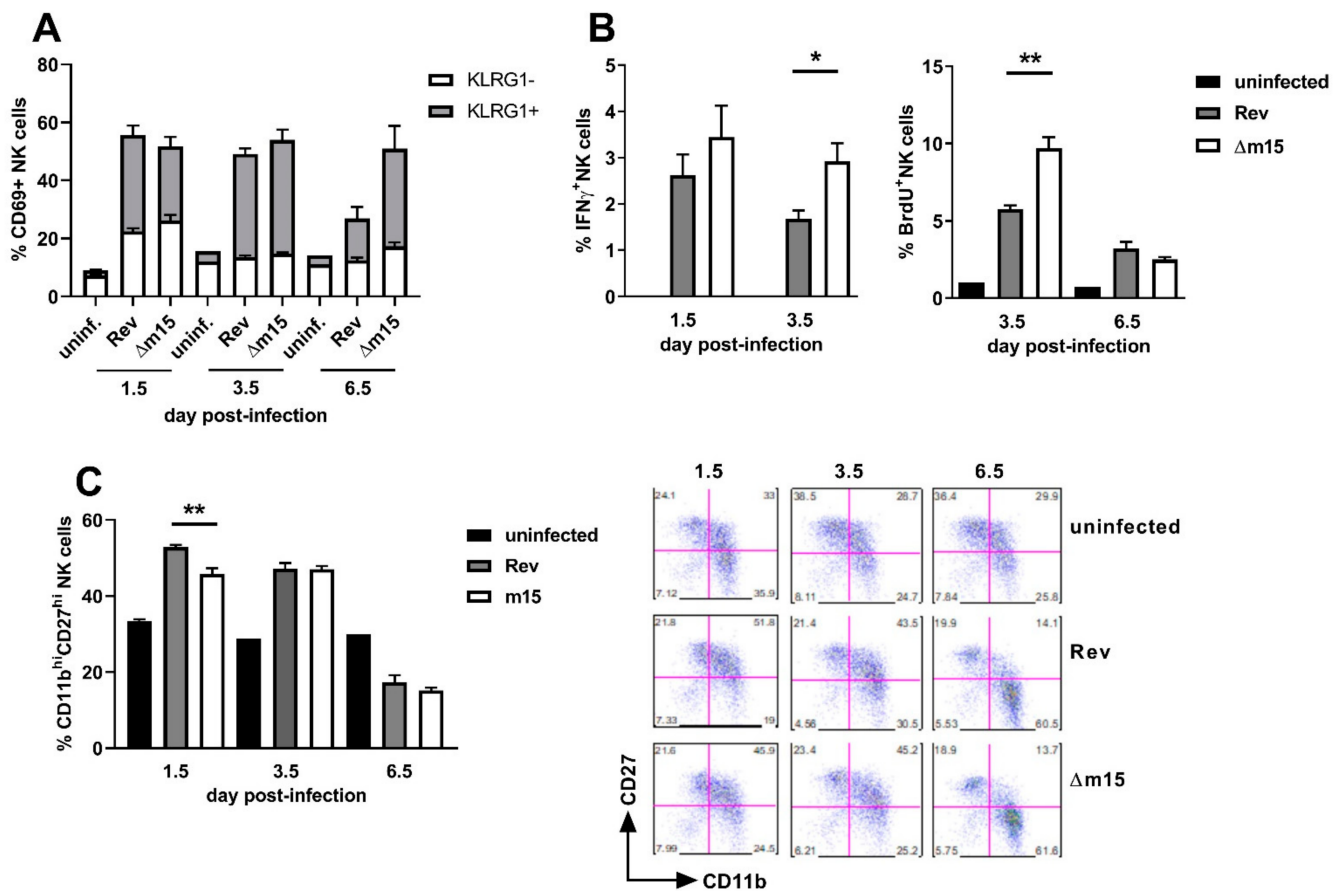 A
B
80
60
40
20
0
% CD69+ NK cells
KLRG1-
KLRG1+
uninf.
Rev
Δm15
uninf.
Rev
Δm15
uninf.
Rev
Δm15
1.5
3.5
6.5
day post-infection
5
4
3
2
1
0
% IFNγ+NK cells
*
1.5
3.5
day post-infection
15
10
5
0
% BrdU+NK cells
**
3.5
6.5
day post-infection
uninfected
Rev
Δm15
C
60
40
20
0
% CD11bhiCD27hi NK cells
**
1.5
3.5
6.5
day post-infection
uninfected
Rev
m15
1.5
3.5
6.5
24.1
33
7.12
35.9
38.5
28.7
8.11
24.7
36.4
29.9
7.84
25.8
uninfected
21.8
51.8
7.33
19
21.4
43.5
4.56
30.5
19.9
14.1
5.53
60.5
Rev
21.6
45.9
7.99
24.5
23.4
45.2
6.21
25.2
18.9
13.7
5.75
61.6
Δm15
CD27
CD11b